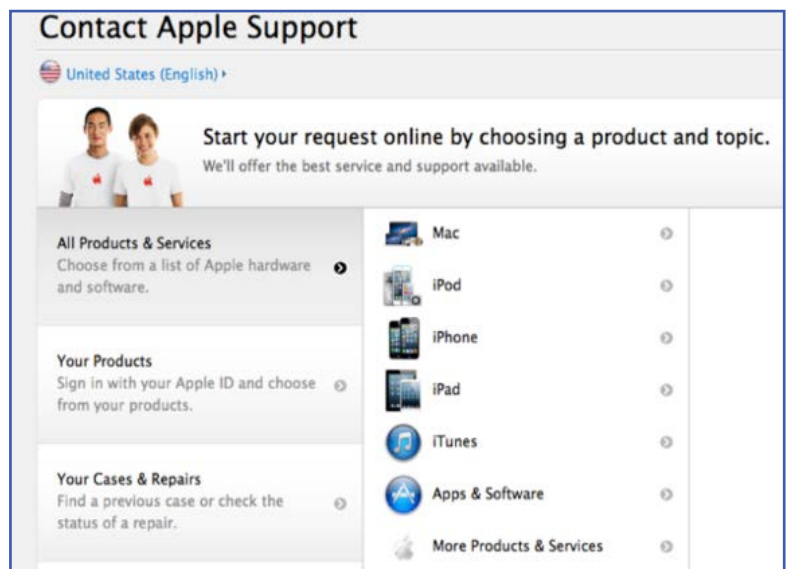 Contact Apple Support
United States (English)
Start your request online by choosing a product and topic.
We'll offer the best service and support available.
All Products & Services
Choose from a list of Apple hardware
and software.
Your Products
Sign in with your Apple ID and choose
from your products.
Your Cases & Repairs
Find a previous case or check the
status of a repair.
Mac
iPod
iPhone
iPad
iTunes
Apps & Software
More Products & Services